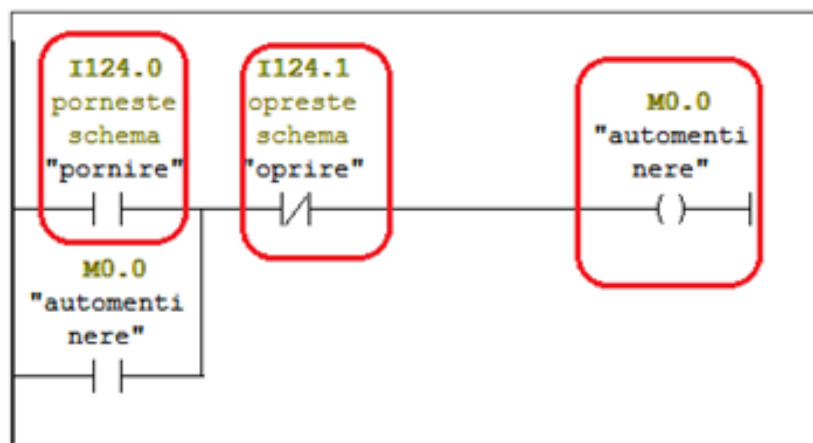 I124.0
porneste
schema
"pornire"
I124.1
opreste
schema
"oprire"
M0.0
"automenti
nere"
M0.0
"automenti
nere"